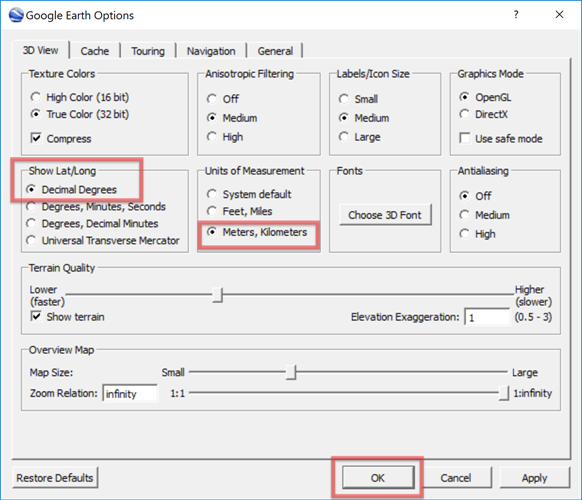 Google Earth Options
?
3D View
Cache
Touring
Navigation
General
Texture Colors
High Color (16 bit)
True Color (32 bit)
Compress
Anisotropic Filtering
Off
Medium
High
Labels/Icon Size
Small
Medium
Large
Graphics Mode
OpenGL
DirectX
Use safe mode
Show Lat/Long
Decimal Degrees
Degrees, Minutes, Seconds
Degrees, Decimal Minutes
Universal Transverse Mercator
Units of Measurement
System default
Feet, Miles
Meters, Kilometers
Fonts
Choose 3D Font
Antialiasing
Off
Medium
High
Terrain Quality
Lower
(faster)
Higher
(slower)
Show terrain
Elevation Exaggeration: 1 (0.5 - 3)
Overview Map
Map Size: Small Large
Zoom Relation: infinity 1:1 1:infinity
Restore Defaults
OK
Cancel
Apply